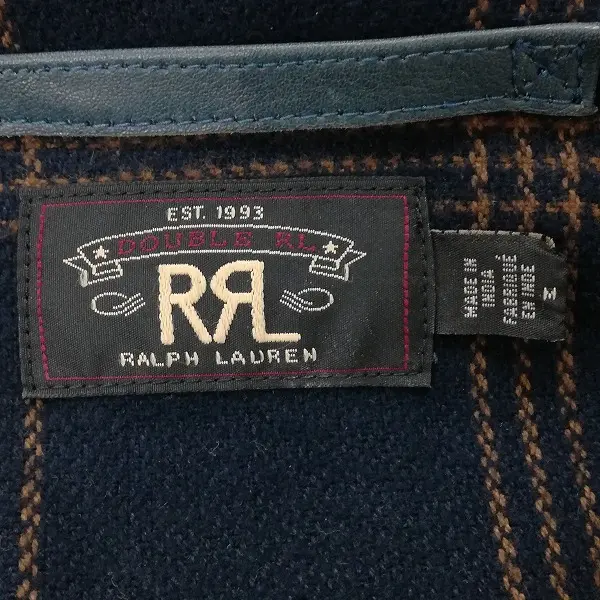 EST. 1993
DOUBLE RL
RRL
RALPH LAUREN
MADE IN
INDIA
FABRIQUÉ
EN INDE
M